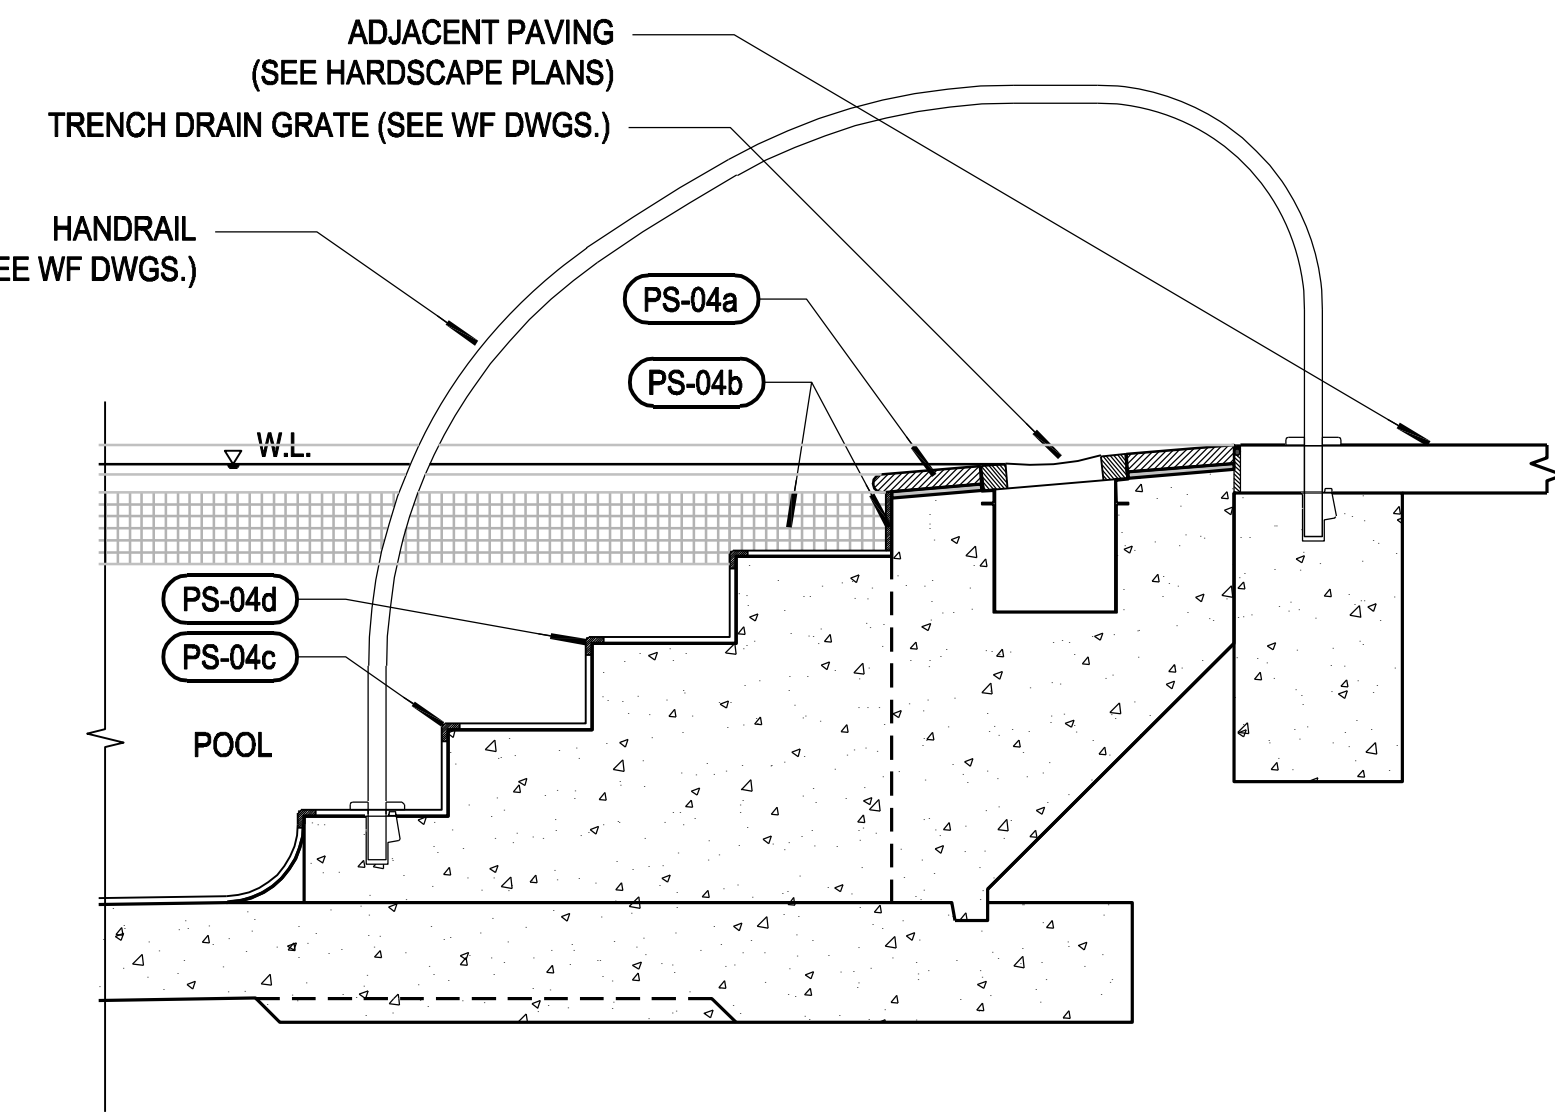 ADJACENT PAVING
(SEE HARDSCAPE PLANS)
TRENCH DRAIN GRATE (SEE WF DWGS.)
HANDRAIL
EE WF DWGS.)
PS-04a
PS-04b
W.L.
PS-04d
PS-04c
POOL